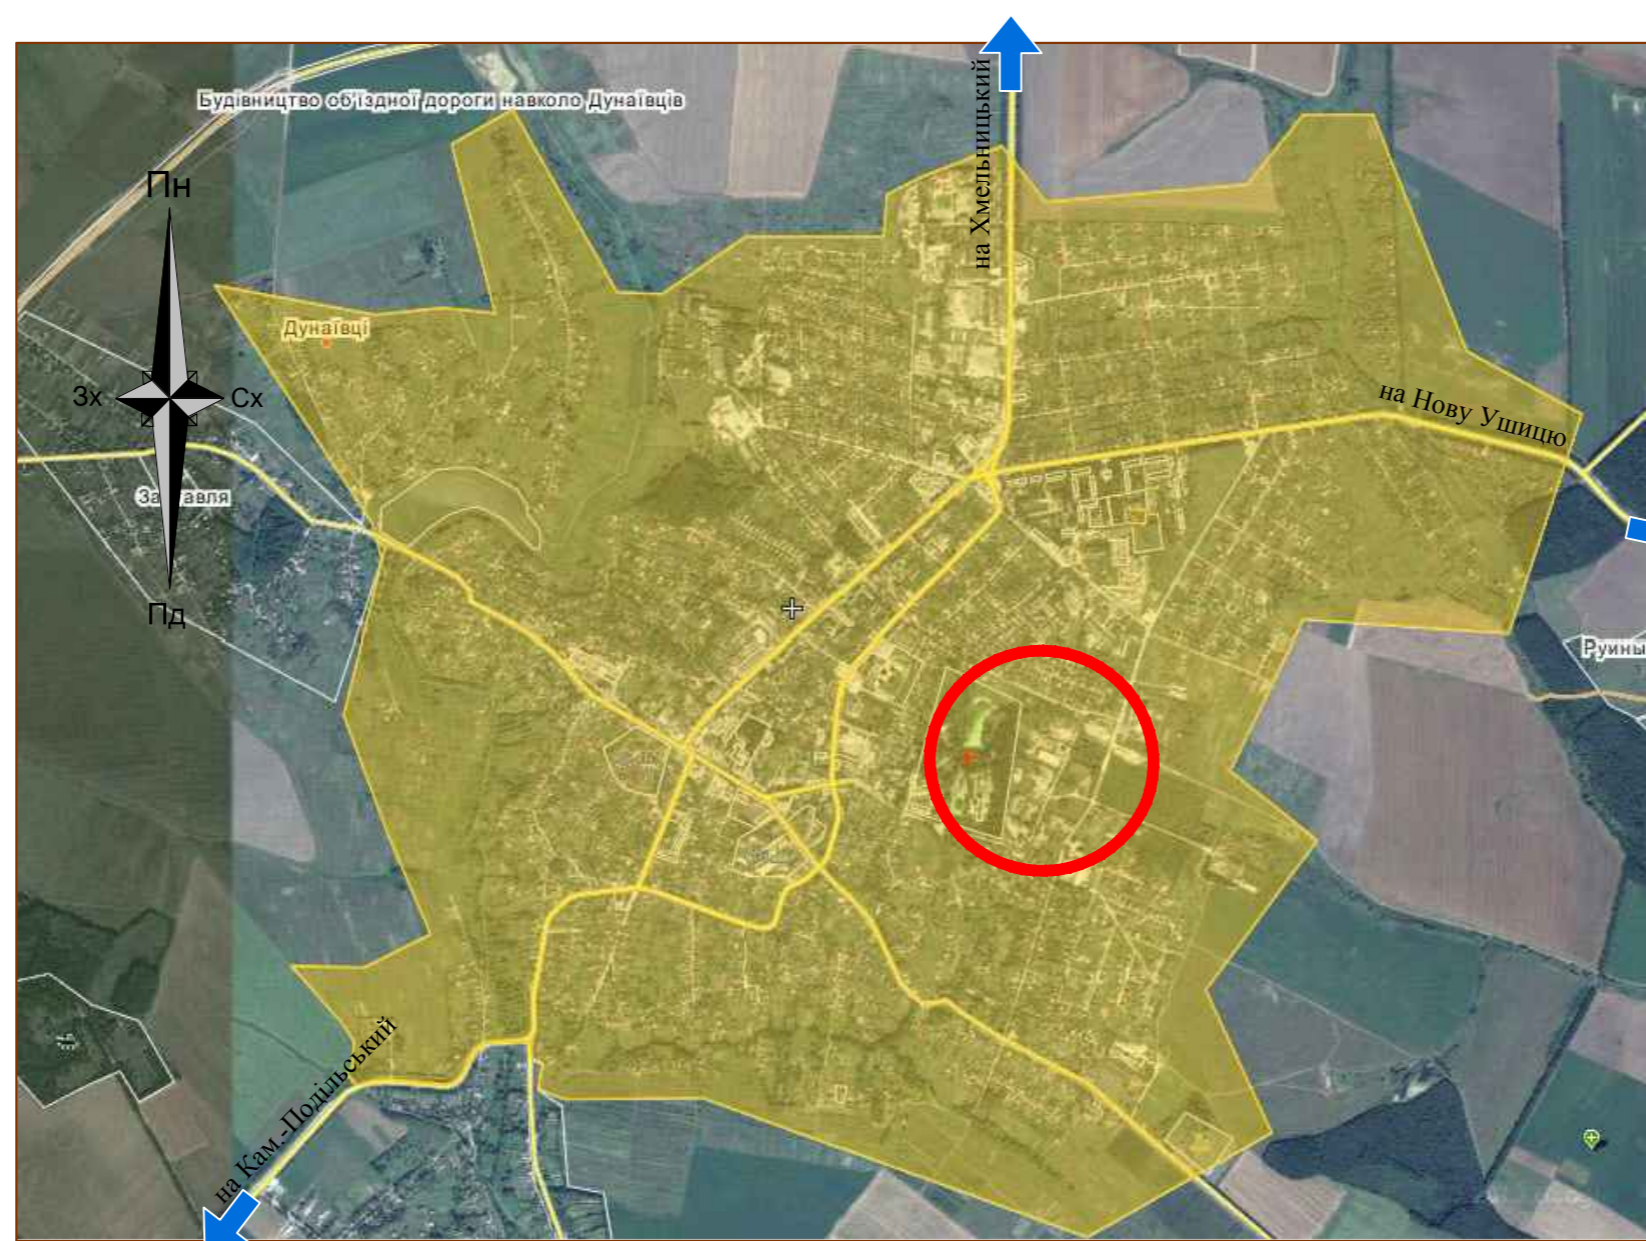 на Хмельницький
Будівництво об'їздної дороги навколо Дунаївців
Пн
Дунаївці
Зх
Сх
на Нову Ушицю
Пд
Руины
на Кам.-Подільський